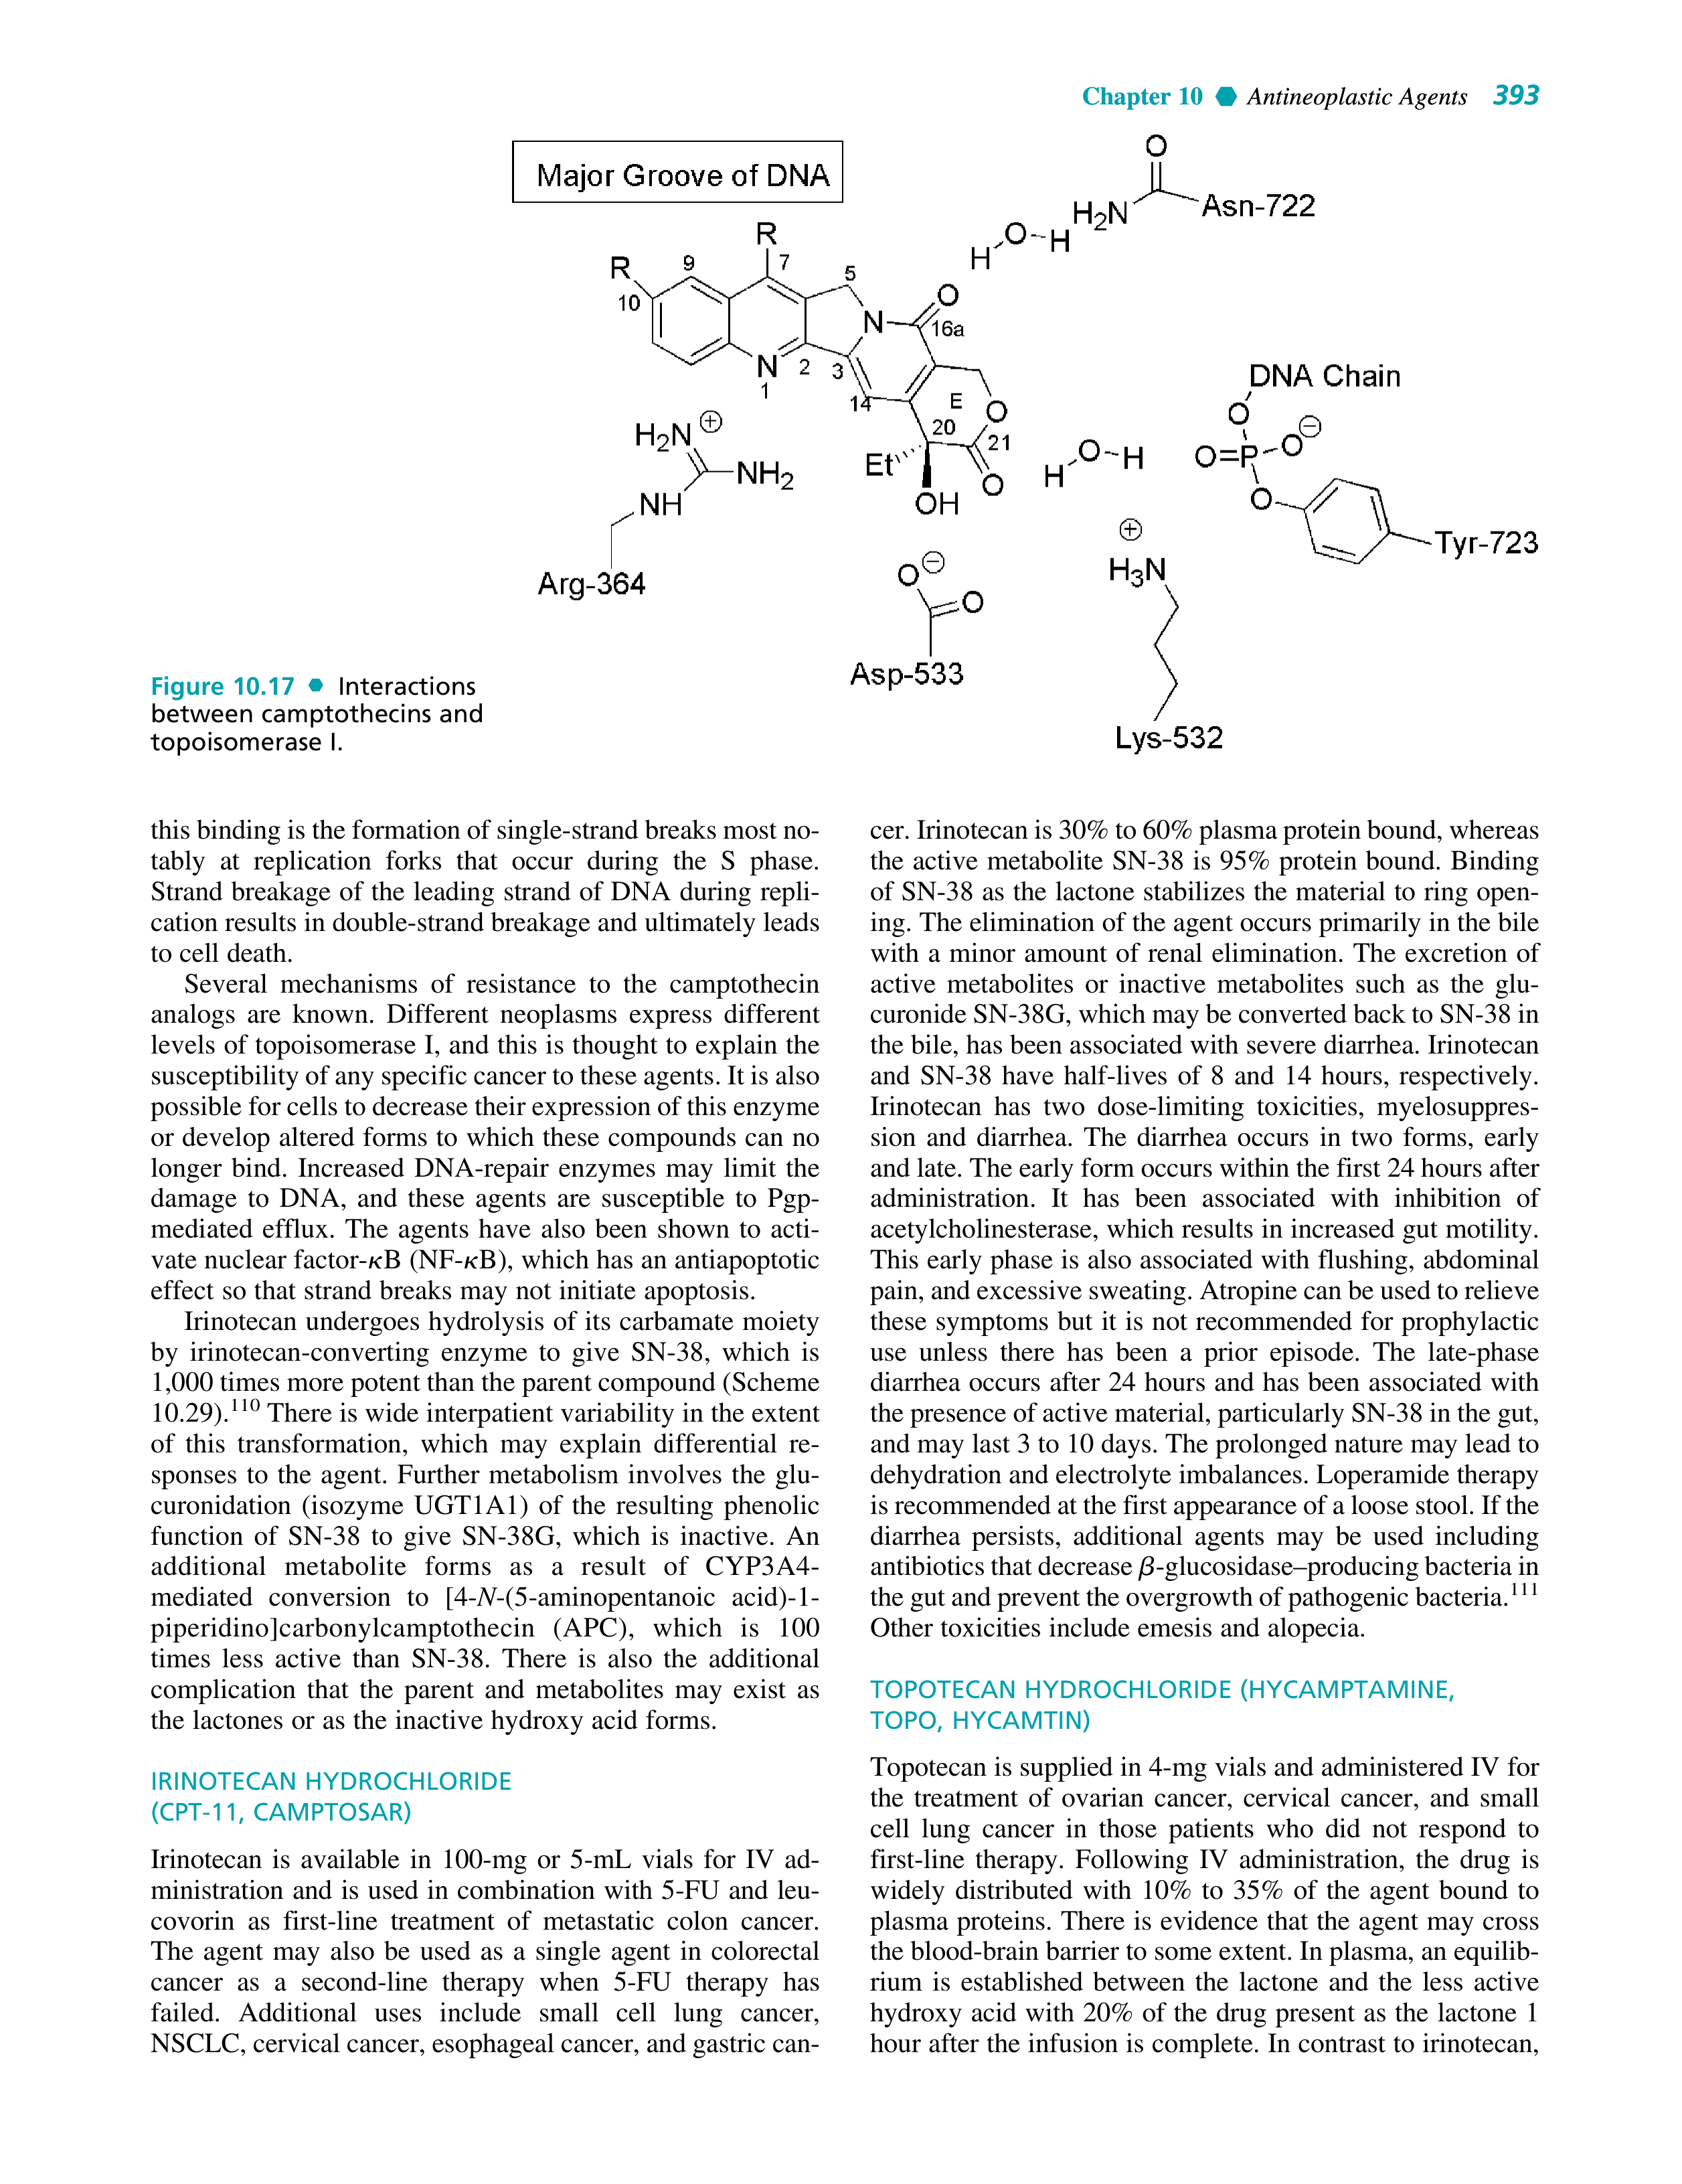 Chapter 10 ⬢ Antineoplastic Agents 393
Major Groove of DNA
O
H₂N
Asn-722
H
O
H
R
R
9
7
5
10
O
N
16a
N
1
2
3
14
E
O
20
21
Et
OH
O
H
O
H
DNA Chain
O
O=P
O⊖
O
Tyr-723
H₂N⊕
NH₂
NH
Arg-364
O⊖
O
Asp-533
⊕
H₃N
Lys-532
Figure 10.17 ⬢ Interactions
between camptothecins and
topoisomerase I.
this binding is the formation of single-strand breaks most no-
tably at replication forks that occur during the S phase.
Strand breakage of the leading strand of DNA during repli-
cation results in double-strand breakage and ultimately leads
to cell death.
Several mechanisms of resistance to the camptothecin
analogs are known. Different neoplasms express different
levels of topoisomerase I, and this is thought to explain the
susceptibility of any specific cancer to these agents. It is also
possible for cells to decrease their expression of this enzyme
or develop altered forms to which these compounds can no
longer bind. Increased DNA-repair enzymes may limit the
damage to DNA, and these agents are susceptible to Pgp-
mediated efflux. The agents have also been shown to acti-
vate nuclear factor-κB (NF-κB), which has an antiapoptotic
effect so that strand breaks may not initiate apoptosis.
Irinotecan undergoes hydrolysis of its carbamate moiety
by irinotecan-converting enzyme to give SN-38, which is
1,000 times more potent than the parent compound (Scheme
10.29).¹¹⁰ There is wide interpatient variability in the extent
of this transformation, which may explain differential re-
sponses to the agent. Further metabolism involves the glu-
curonidation (isozyme UGT1A1) of the resulting phenolic
function of SN-38 to give SN-38G, which is inactive. An
additional metabolite forms as a result of CYP3A4-
mediated conversion to [4-N-(5-aminopentanoic acid)-1-
piperidino]carbonylcamptothecin (APC), which is 100
times less active than SN-38. There is also the additional
complication that the parent and metabolites may exist as
the lactones or as the inactive hydroxy acid forms.
IRINOTECAN HYDROCHLORIDE
(CPT-11, CAMPTOSAR)
Irinotecan is available in 100-mg or 5-mL vials for IV ad-
ministration and is used in combination with 5-FU and leu-
covorin as first-line treatment of metastatic colon cancer.
The agent may also be used as a single agent in colorectal
cancer as a second-line therapy when 5-FU therapy has
failed. Additional uses include small cell lung cancer,
NSCLC, cervical cancer, esophageal cancer, and gastric can-
cer. Irinotecan is 30% to 60% plasma protein bound, whereas
the active metabolite SN-38 is 95% protein bound. Binding
of SN-38 as the lactone stabilizes the material to ring open-
ing. The elimination of the agent occurs primarily in the bile
with a minor amount of renal elimination. The excretion of
active metabolites or inactive metabolites such as the glu-
curonide SN-38G, which may be converted back to SN-38 in
the bile, has been associated with severe diarrhea. Irinotecan
and SN-38 have half-lives of 8 and 14 hours, respectively.
Irinotecan has two dose-limiting toxicities, myelosuppres-
sion and diarrhea. The diarrhea occurs in two forms, early
and late. The early form occurs within the first 24 hours after
administration. It has been associated with inhibition of
acetylcholinesterase, which results in increased gut motility.
This early phase is also associated with flushing, abdominal
pain, and excessive sweating. Atropine can be used to relieve
these symptoms but it is not recommended for prophylactic
use unless there has been a prior episode. The late-phase
diarrhea occurs after 24 hours and has been associated with
the presence of active material, particularly SN-38 in the gut,
and may last 3 to 10 days. The prolonged nature may lead to
dehydration and electrolyte imbalances. Loperamide therapy
is recommended at the first appearance of a loose stool. If the
diarrhea persists, additional agents may be used including
antibiotics that decrease β-glucosidase–producing bacteria in
the gut and prevent the overgrowth of pathogenic bacteria.¹¹¹
Other toxicities include emesis and alopecia.
TOPOTECAN HYDROCHLORIDE (HYCAMPTAMINE,
TOPO, HYCAMTIN)
Topotecan is supplied in 4-mg vials and administered IV for
the treatment of ovarian cancer, cervical cancer, and small
cell lung cancer in those patients who did not respond to
first-line therapy. Following IV administration, the drug is
widely distributed with 10% to 35% of the agent bound to
plasma proteins. There is evidence that the agent may cross
the blood-brain barrier to some extent. In plasma, an equilib-
rium is established between the lactone and the less active
hydroxy acid with 20% of the drug present as the lactone 1
hour after the infusion is complete. In contrast to irinotecan,